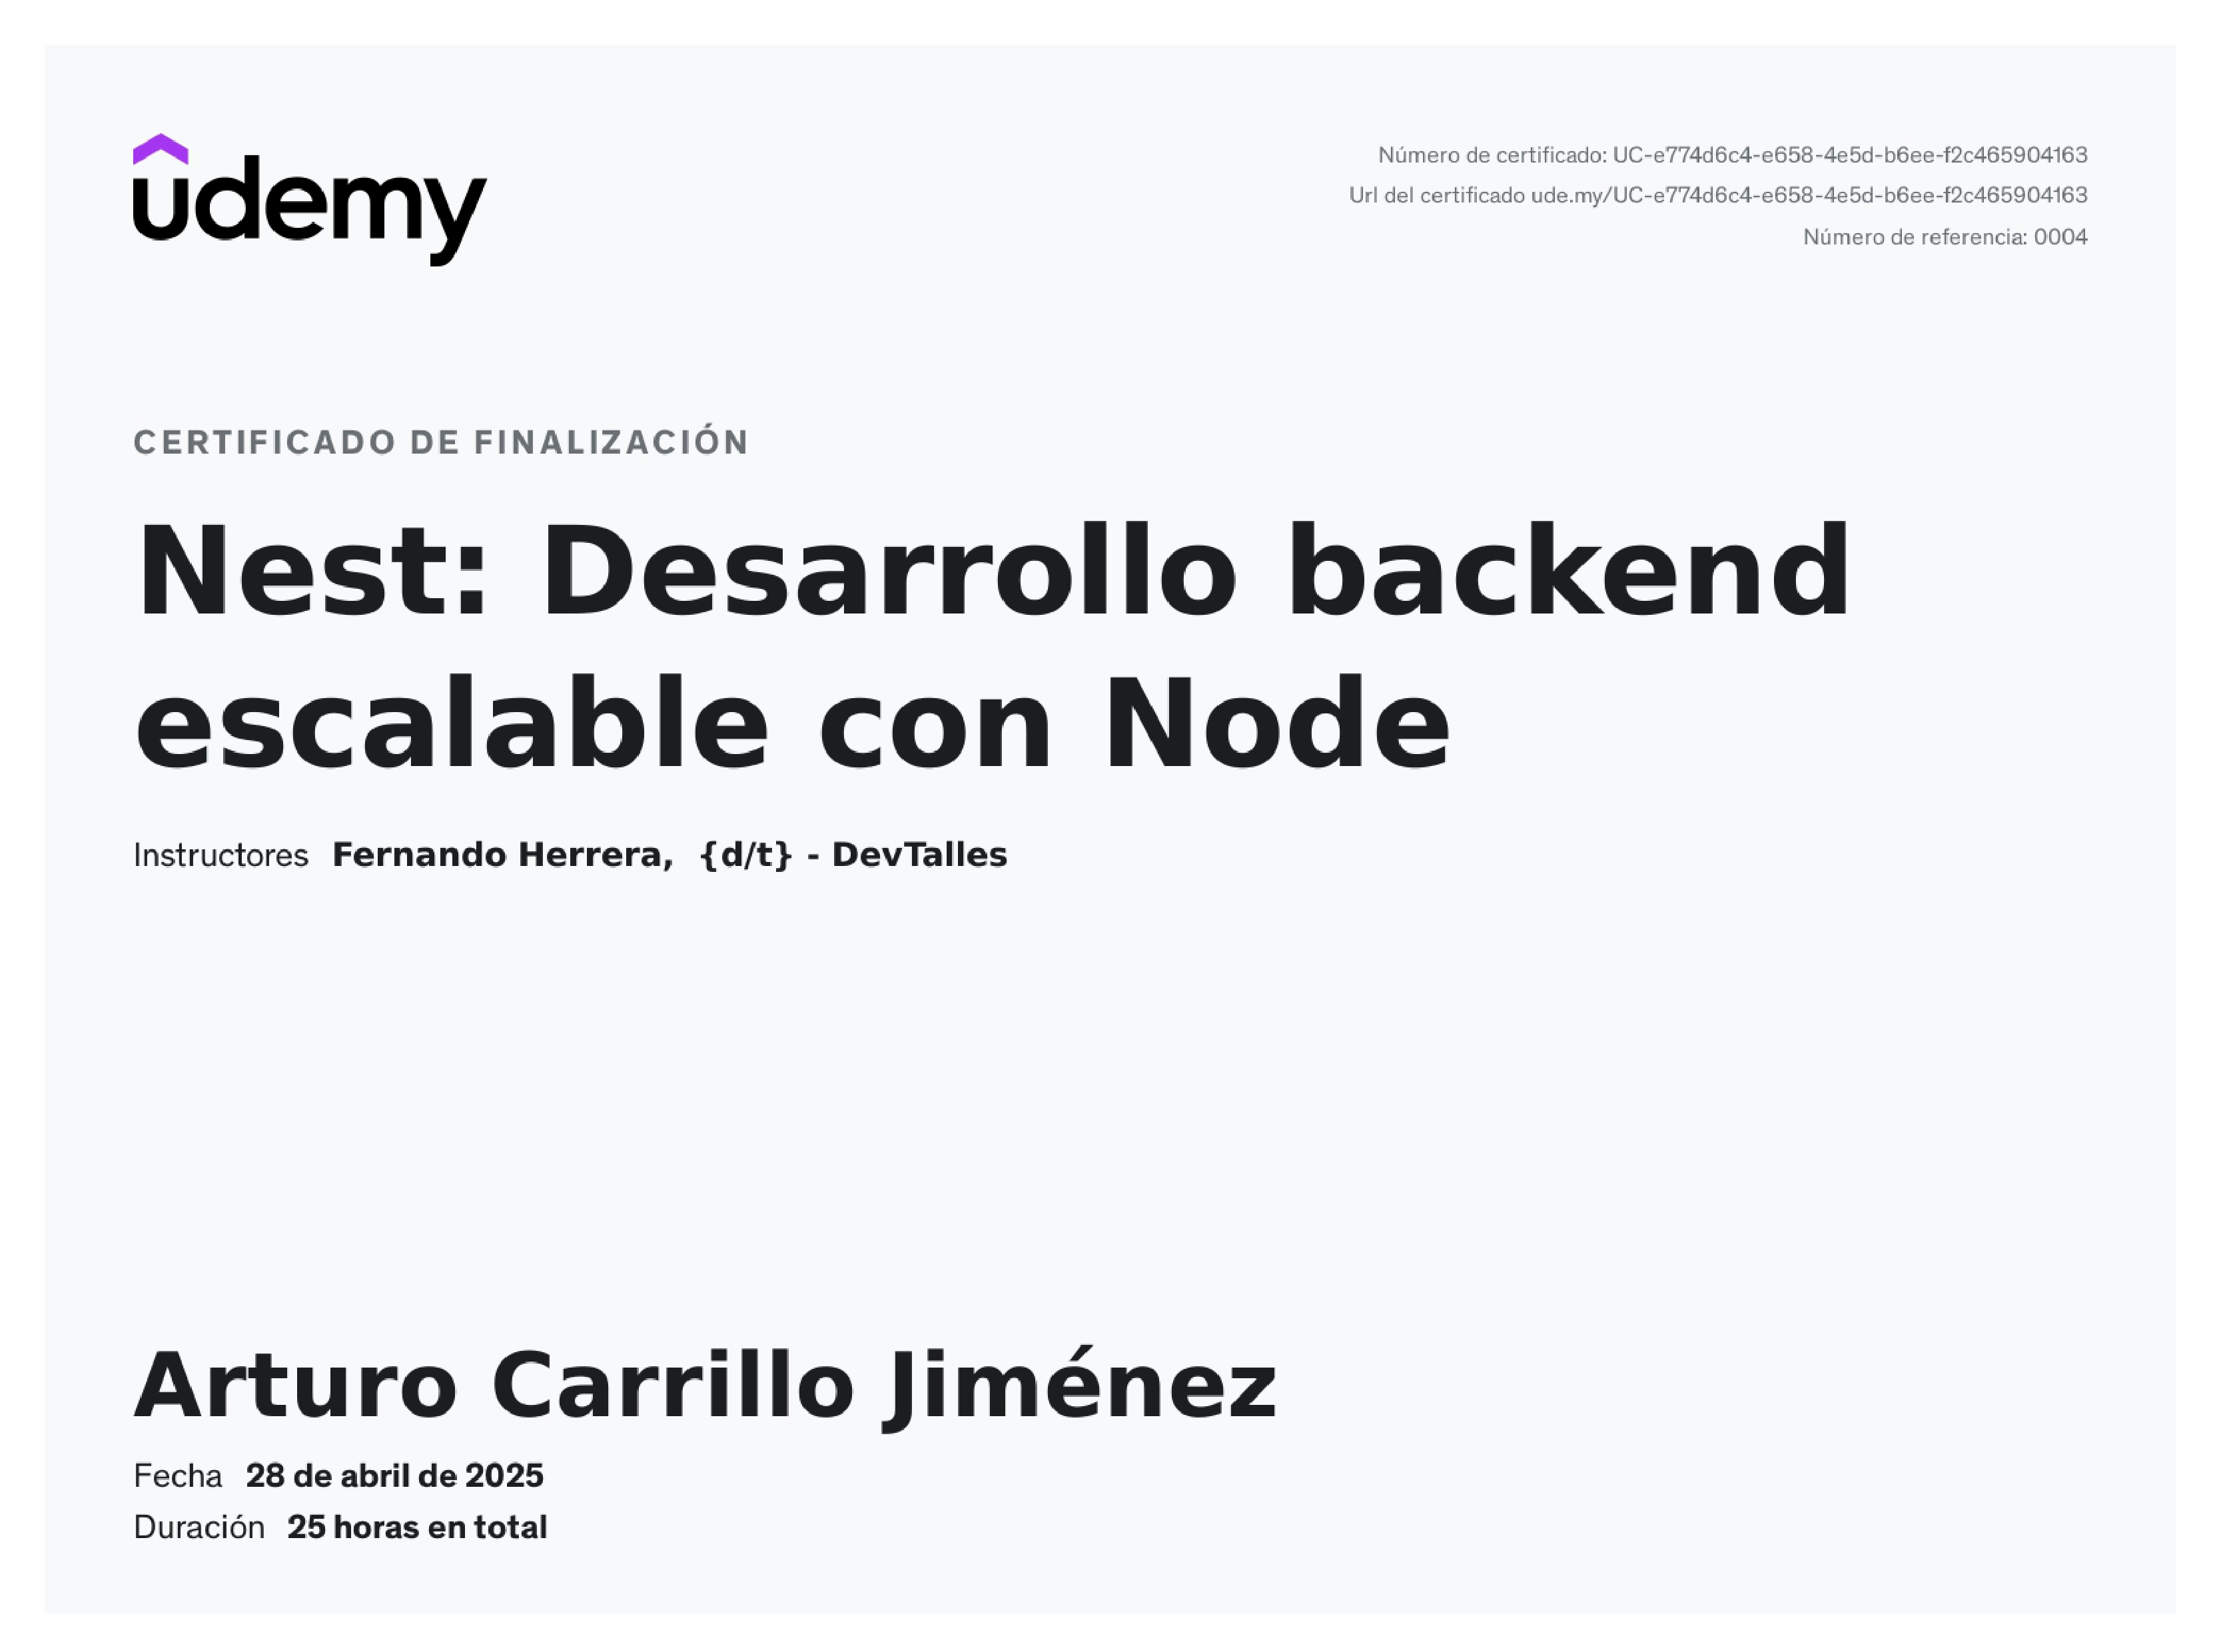 udemy
Número de certificado: UC-e774d6c4-e658-4e5d-b6ee-f2c465904163
Url del certificado ude.my/UC-e774d6c4-e658-4e5d-b6ee-f2c465904163
Número de referencia: 0004
CERTIFICADO DE FINALIZACIÓN
Nest: Desarrollo backend
escalable con Node
Instructores Fernando Herrera, {d/t} - DevTalles
Arturo Carrillo Jiménez
Fecha 28 de abril de 2025
Duración 25 horas en total